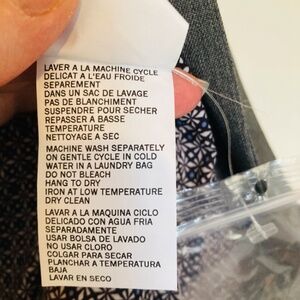 LAVER A LA MACHINE CYCLE
DELICAT A L'EAU FROIDE
SEPAREMENT
DANS UN SAC DE LAVAGE
PAS DE BLANCHIMENT
SUSPENDRE POUR SECHER
REPASSER A BASSE
TEMPERATURE
NETTOYAGE A SEC
MACHINE WASH SEPARATELY
ON GENTLE CYCLE IN COLD
WATER IN A LAUNDRY BAG
DO NOT BLEACH
HANG TO DRY
IRON AT LOW TEMPERATURE
DRY CLEAN
LAVAR A LA MAQUINA CICLO
DELICADO CON AGUA FRIA
SEPARADAMENTE
USAR BOLSA DE LAVADO
NO USAR CLORO
COLGAR PARA SECAR
PLANCHAR A TEMPERATURA
BAJA
LAVAR EN SECO